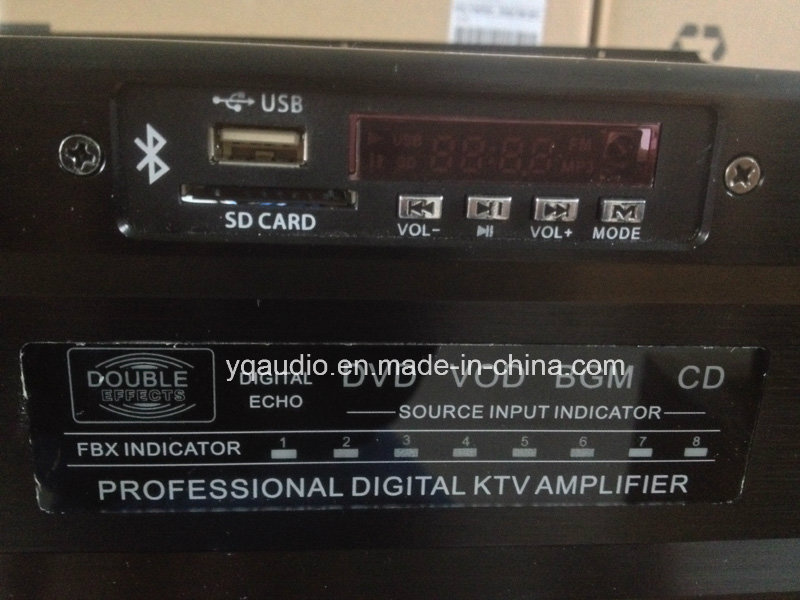 USB
SD CARD
VOL- VOL+ MODE
yqaudio.en.made-in-china.com
DOUBLE
EFFECTS
DIGITAL
ECHO
DVD VOD BGM CD
SOURCE INPUT INDICATOR
FBX INDICATOR 1 2 3 4 5 6 7 8
PROFESSIONAL DIGITAL KTV AMPLIFIER